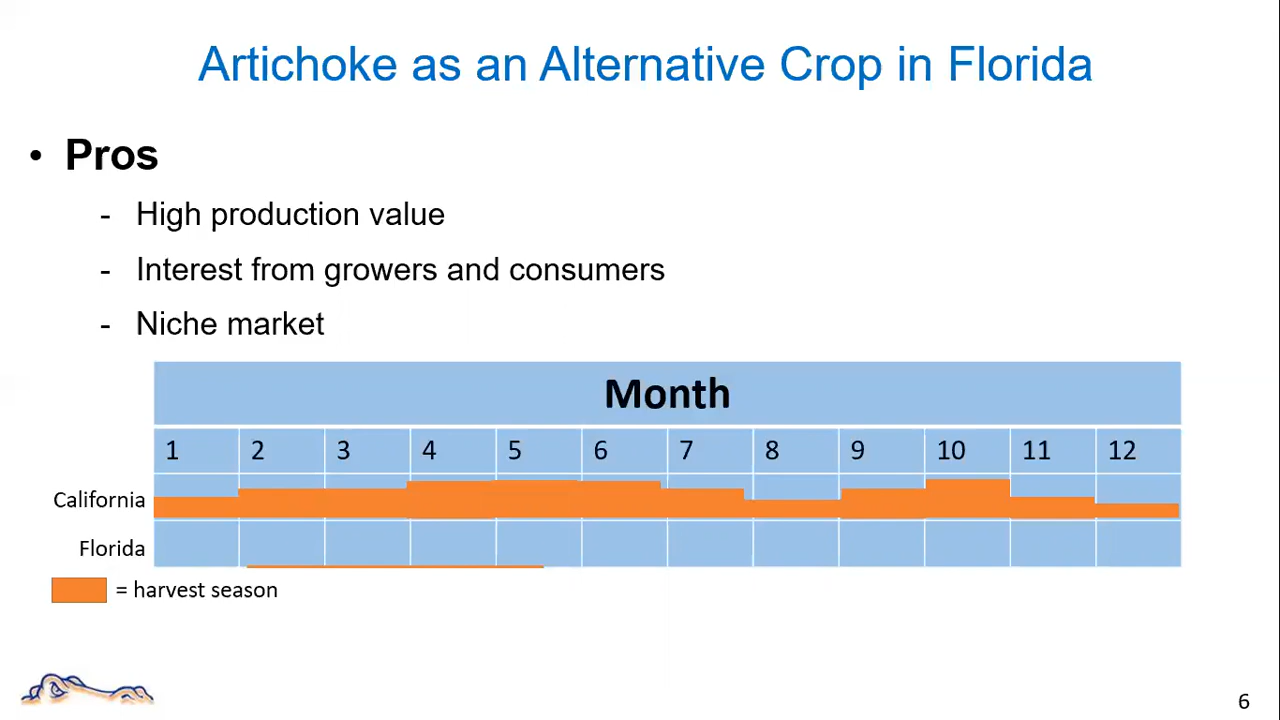 Artichoke as an Alternative Crop in Florida
• Pros
- High production value
- Interest from growers and consumers
- Niche market
Month
1 2 3 4 5 6 7 8 9 10 11 12
California
Florida
= harvest season
6